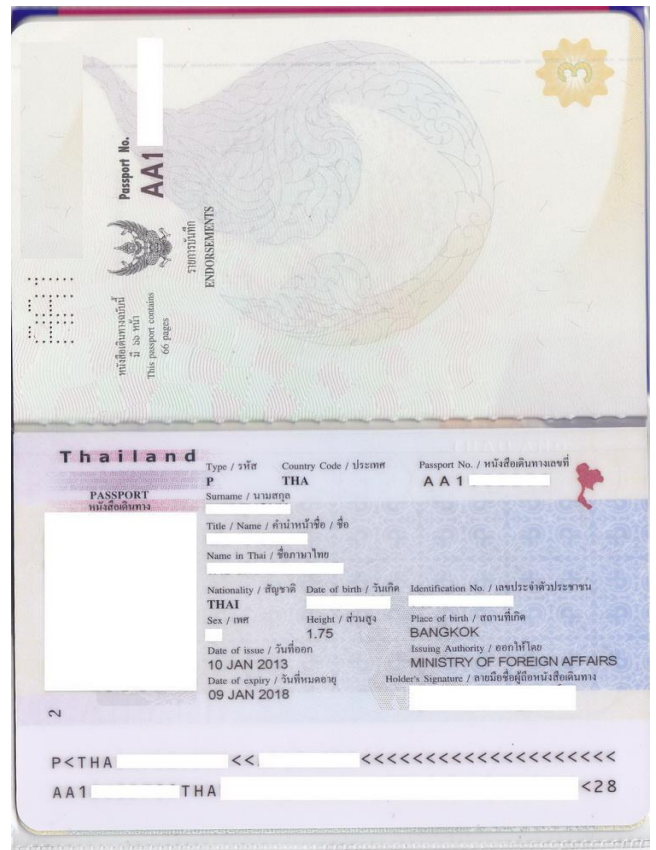 Passport No.
AA1
รายการบันทึก
ENDORSEMENTS
หนังสือเดินทางฉบับนี้
มี ๖๖ หน้า
This passport contains
66 pages
Thailand
PASSPORT
หนังสือเดินทาง
Type / รหัส Country Code / ประเทศ Passport No. / หนังสือเดินทางเลขที่
P THA AA1
Surname / นามสกุล
Title / Name / คำนำหน้าชื่อ / ชื่อ
Name in Thai / ชื่อภาษาไทย
Nationality / สัญชาติ Date of birth / วันเกิด Identification No. / เลขประจำตัวประชาชน
THAI
Sex / เพศ Height / ส่วนสูง Place of birth / สถานที่เกิด
1.75 BANGKOK
Date of issue / วันที่ออก Issuing Authority / ออกให้โดย
10 JAN 2013 MINISTRY OF FOREIGN AFFAIRS
Date of expiry / วันที่หมดอายุ Holder's Signature / ลายมือชื่อผู้ถือหนังสือเดินทาง
09 JAN 2018
2
P<THA << <<<<<<<<<<<<<<<<<<<<<
AA1 THA <28